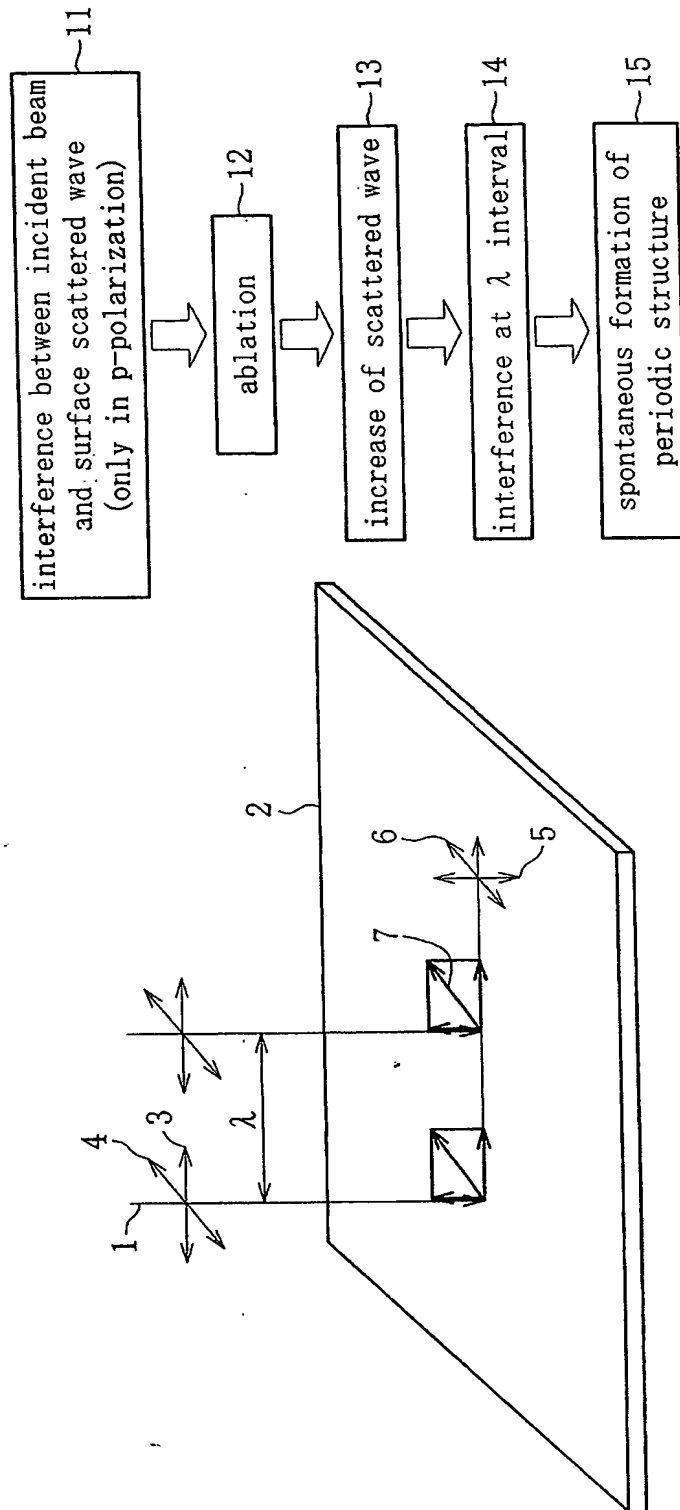 interference between incident beam
and surface scattered wave
(only in p-polarization)
11
ablation
12
increase of scattered wave
13
interference at λ interval
14
spontaneous formation of
periodic structure
15
1
4
3
λ
2
7
6
5